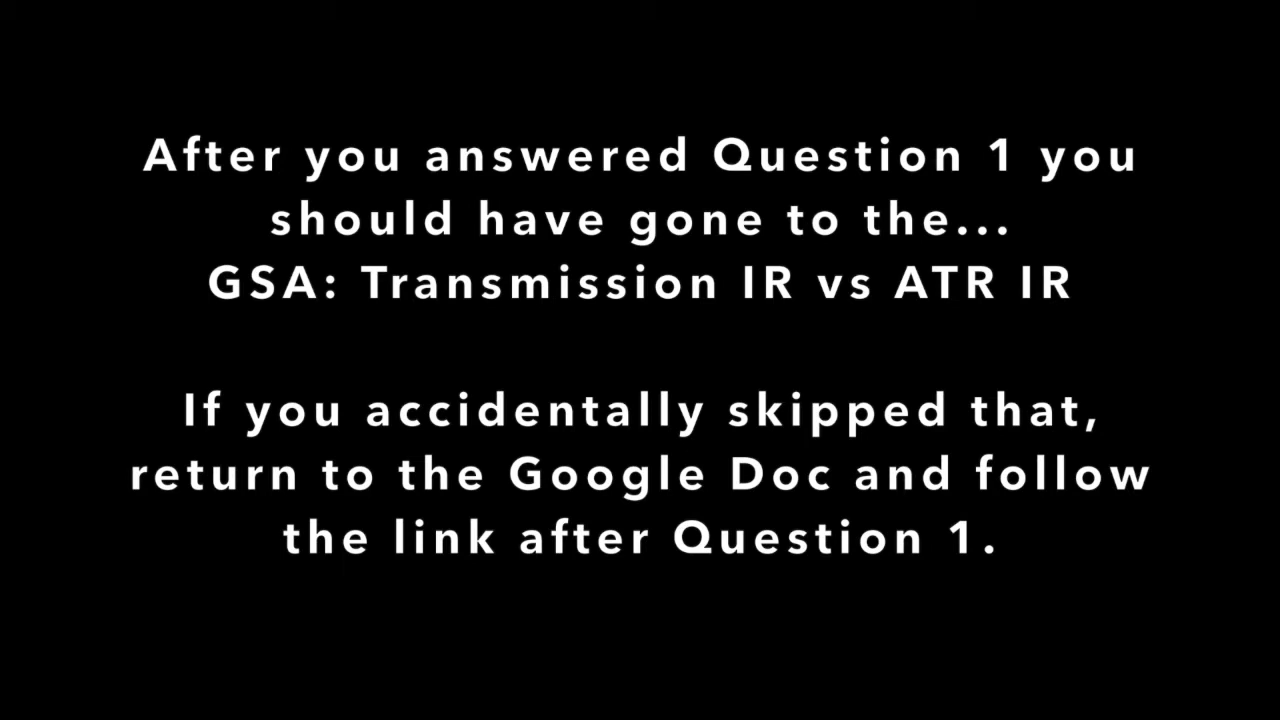 After you answered Question 1 you
should have gone to the...
GSA: Transmission IR vs ATR IR
If you accidentally skipped that,
return to the Google Doc and follow
the link after Question 1.